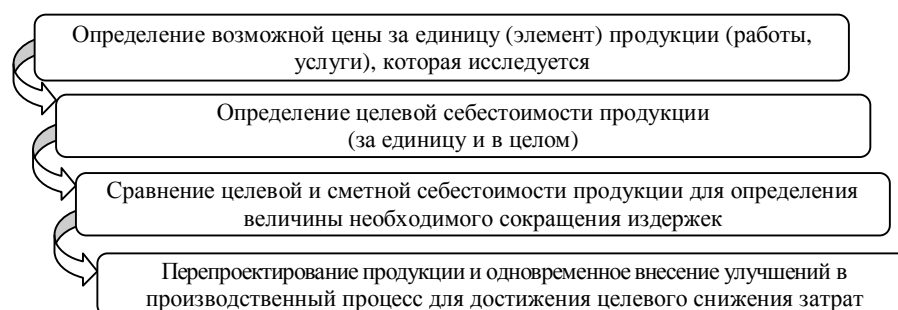 Определение возможной цены за единицу (элемент) продукции (работы,
услуги), которая исследуется
Определение целевой себестоимости продукции
(за единицу и в целом)
Сравнение целевой и сметной себестоимости продукции для определения
величины необходимого сокращения издержек
Перепроектирование продукции и одновременное внесение улучшений в
производственный процесс для достижения целевого снижения затрат